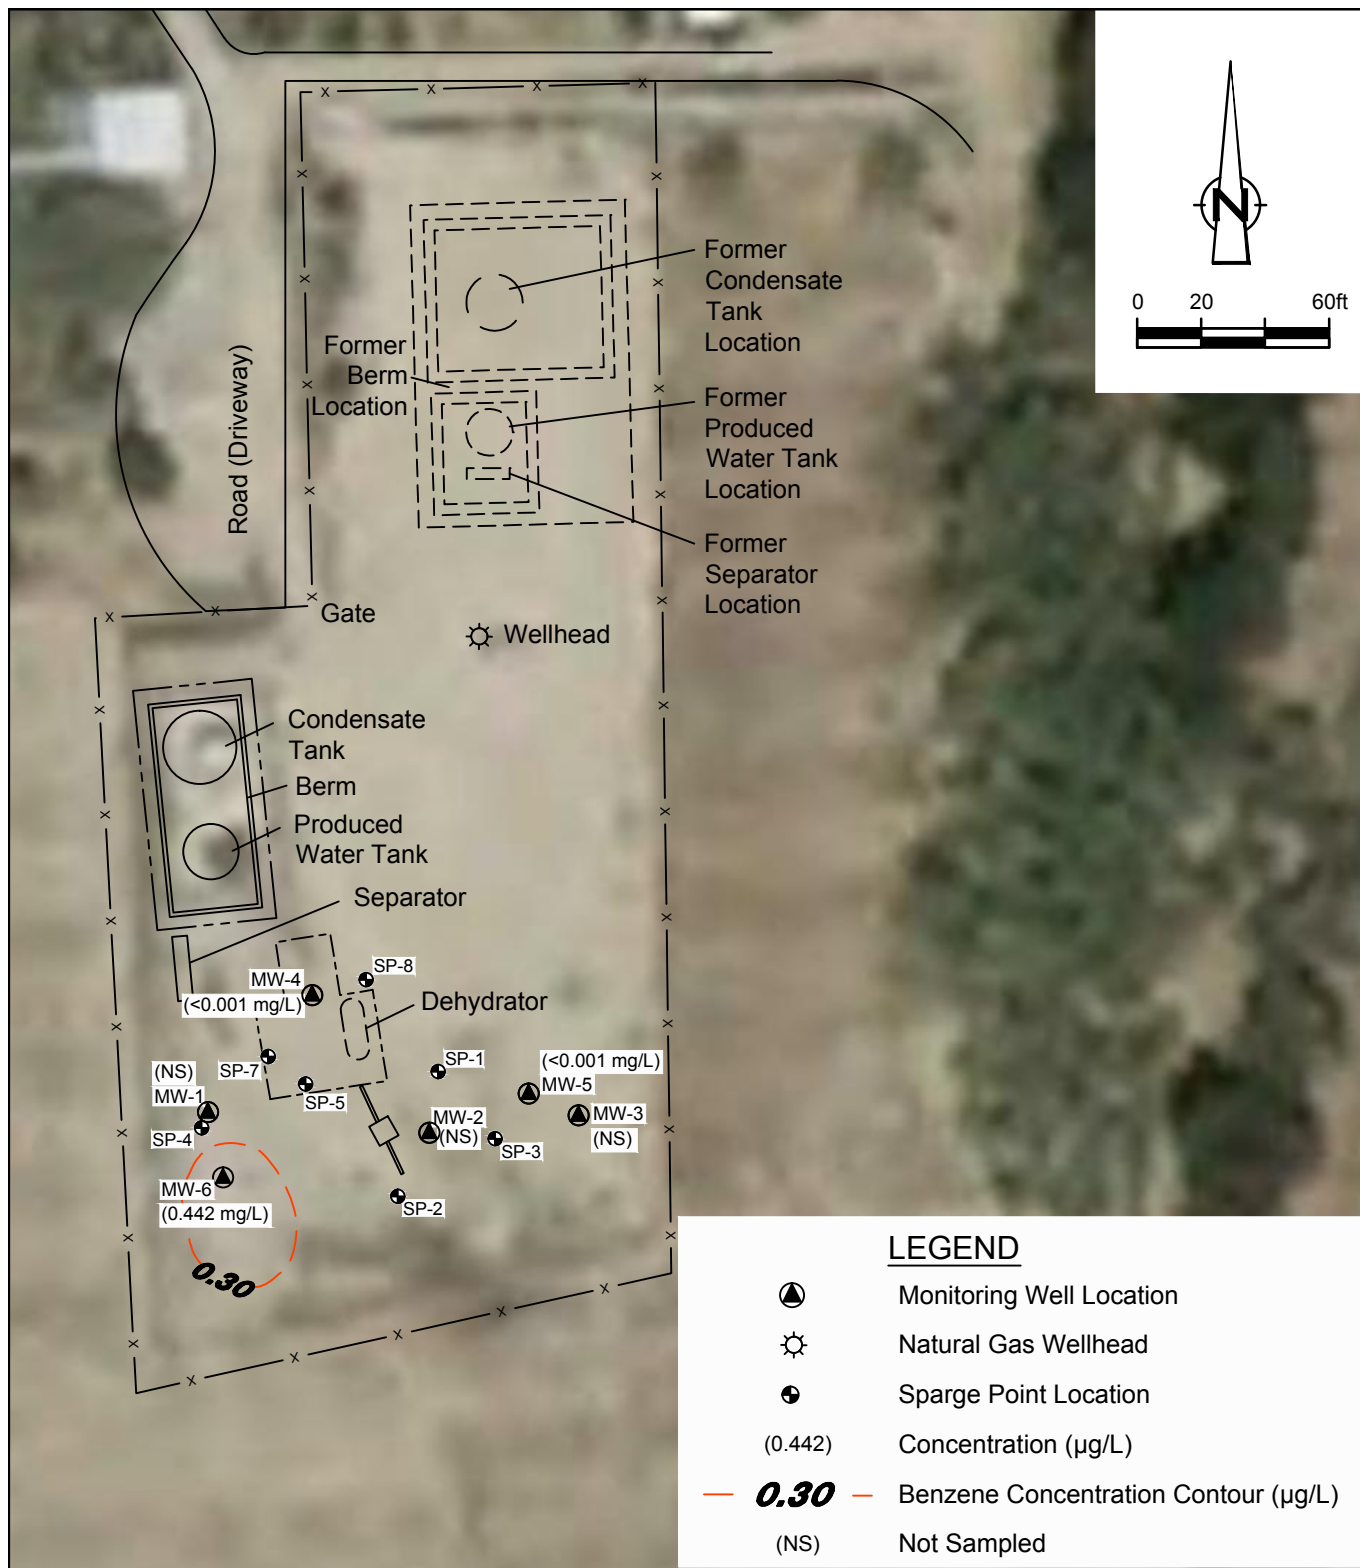 N
0 20 60ft
Former
Condensate
Tank
Location
Former
Berm
Location
Former
Produced
Water Tank
Location
Road (Driveway)
Former
Separator
Location
Gate
Wellhead
Condensate
Tank
Berm
Produced
Water Tank
Separator
SP-8
MW-4
(<0.001 mg/L)
Dehydrator
SP-7
SP-5
SP-1
(<0.001 mg/L)
MW-5
(NS)
MW-1
SP-4
MW-2
(NS)
SP-3
MW-3
(NS)
MW-6
(0.442 mg/L)
SP-2
0.30
LEGEND
Monitoring Well Location
Natural Gas Wellhead
Sparge Point Location
(0.442) Concentration (µg/L)
0.30 Benzene Concentration Contour (µg/L)
(NS) Not Sampled